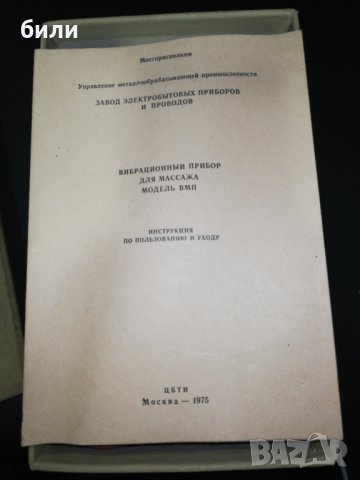 били
Мосгорисполком
Управление металлообрабатывающей промышленности
ЗАВОД ЭЛЕКТРОБЫТОВЫХ ПРИБОРОВ
И ПРОВОДОВ
ВИБРАЦИОННЫЙ ПРИБОР
ДЛЯ МАССАЖА
МОДЕЛЬ ВМП
ИНСТРУКЦИЯ
ПО ПОЛЬЗОВАНИЮ И УХОДУ
ЦБТИ
Москва — 1975
BAZAR